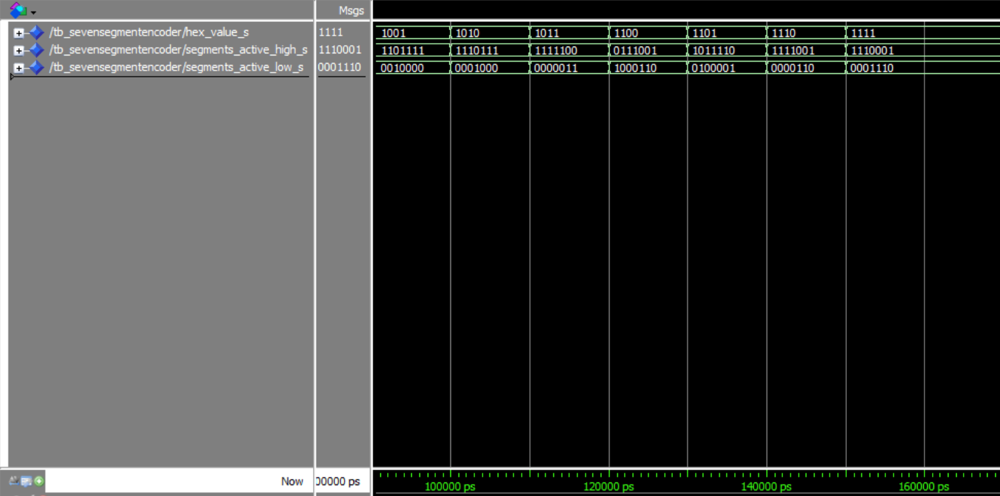 Msgs
/tb_sevensegmentencoder/hex_value_s 1111 1001 1010 1011 1100 1101 1110 1111
/tb_sevensegmentencoder/segments_active_high_s 1110001 1101111 1110111 1111100 0111001 1011110 1111001 1110001
/tb_sevensegmentencoder/segments_active_low_s 0001110 0010000 0001000 0000011 1000110 0100001 0000110 0001110
Now 00000 ps
100000 ps 120000 ps 140000 ps 160000 ps